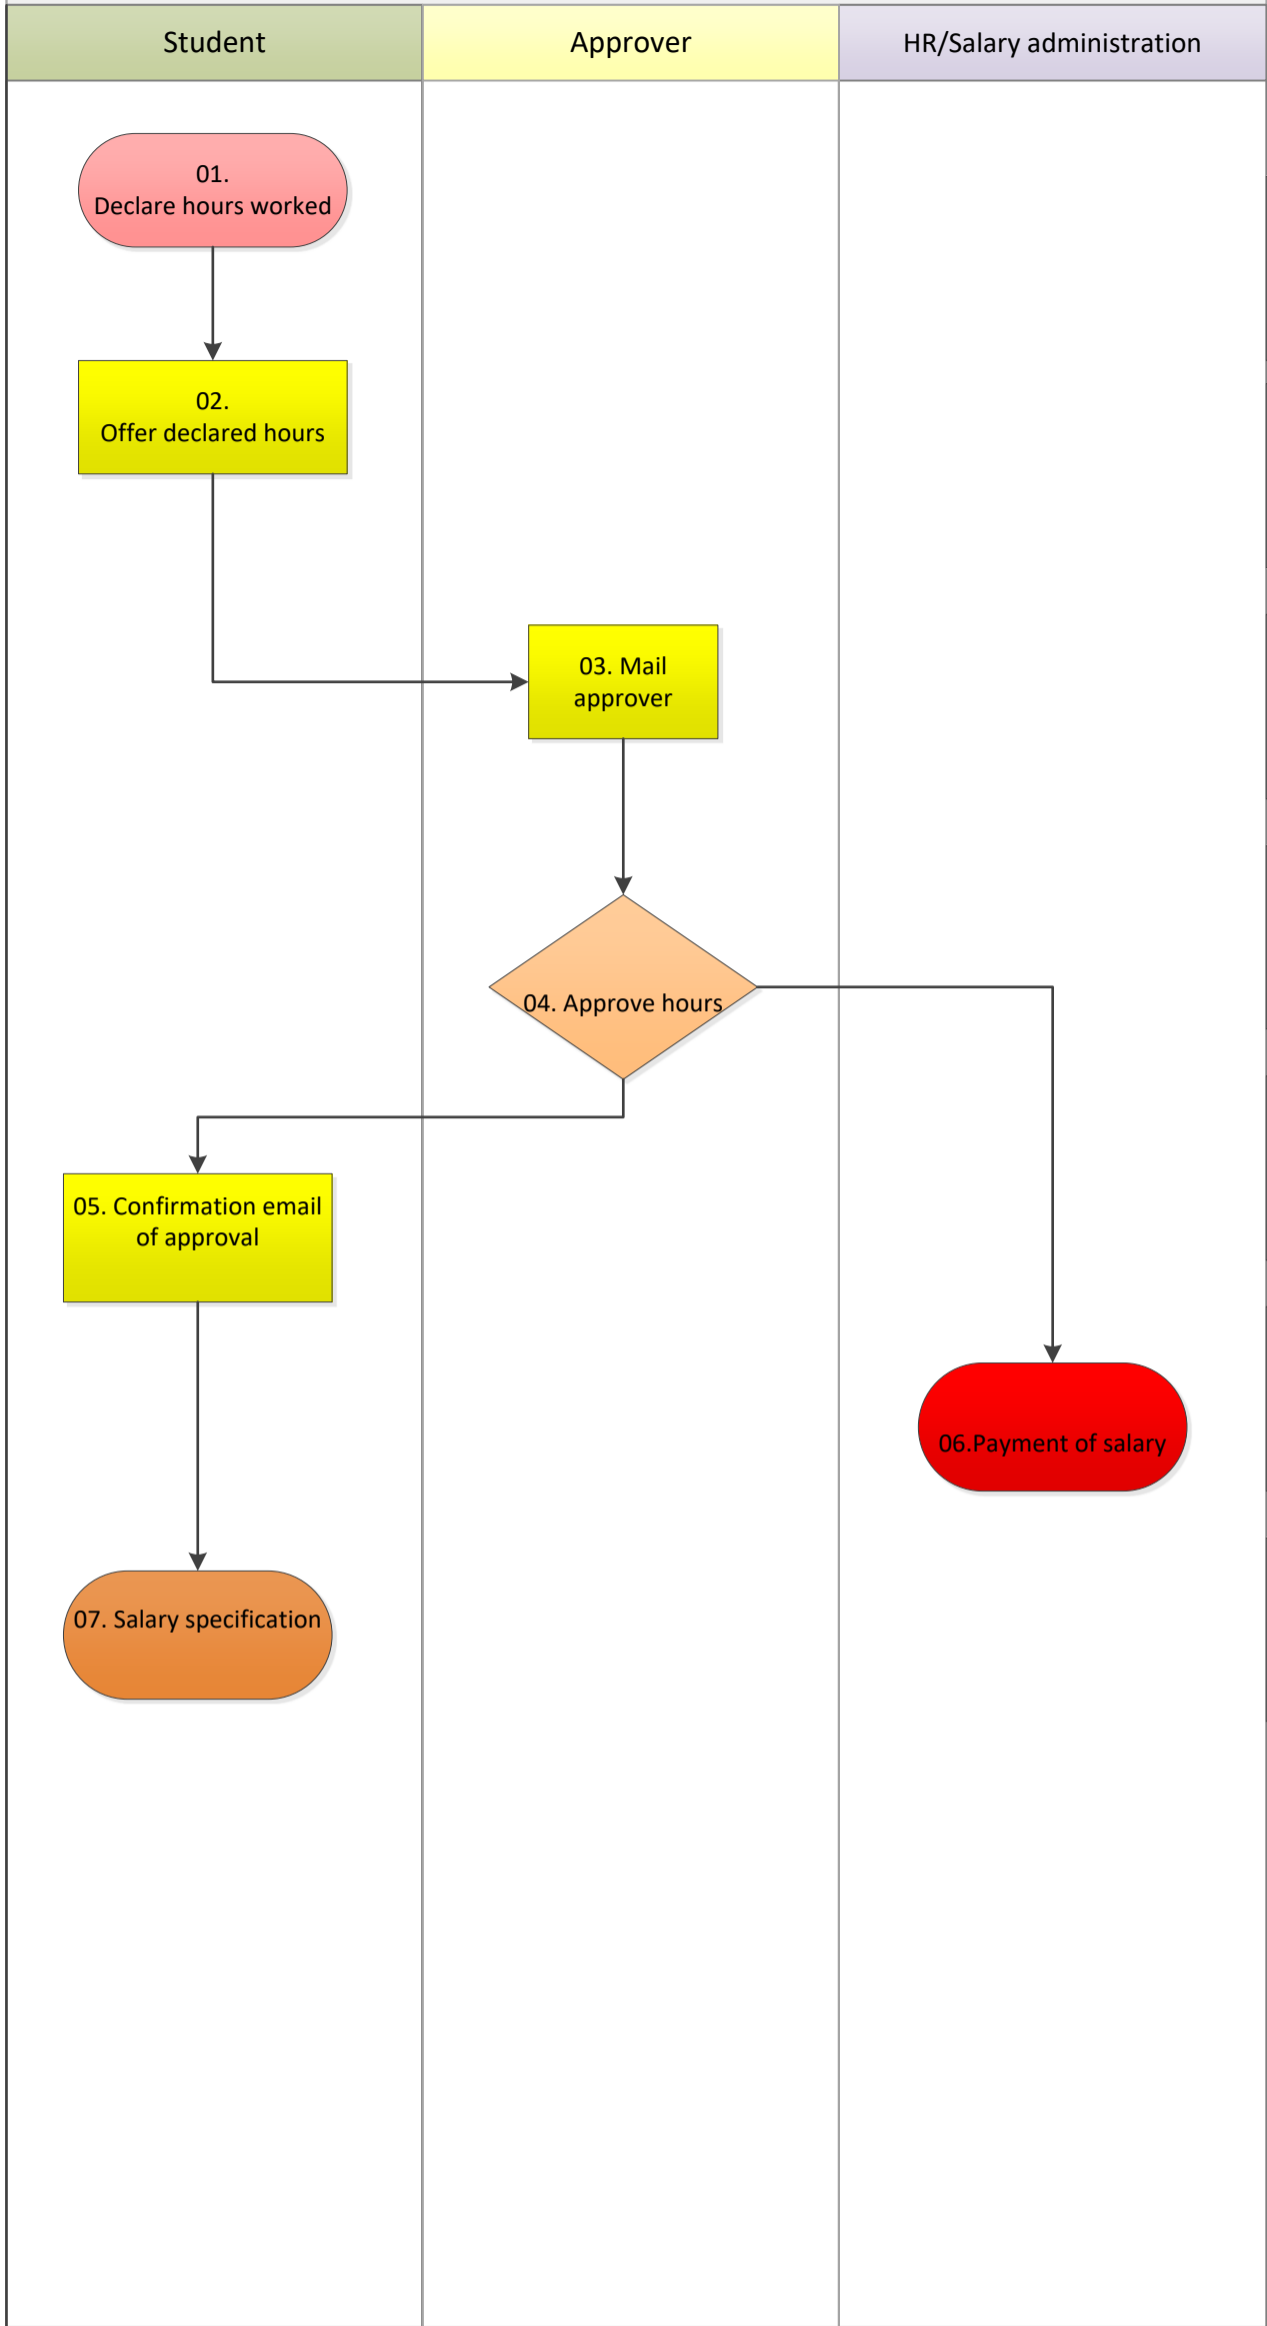 Student
Approver
HR/Salary administration
01.
Declare hours worked
02.
Offer declared hours
03. Mail
approver
04. Approve hours
05. Confirmation email
of approval
06.Payment of salary
07. Salary specification